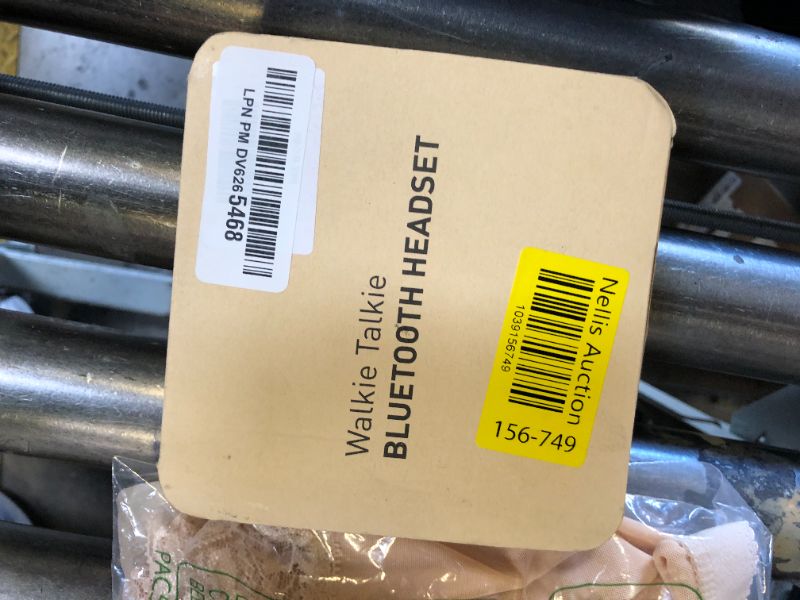 LPN PM DV6265468
Walkie Talkie
BLUETOOTH HEADSET
Nellis Auction
1039156749
156-749